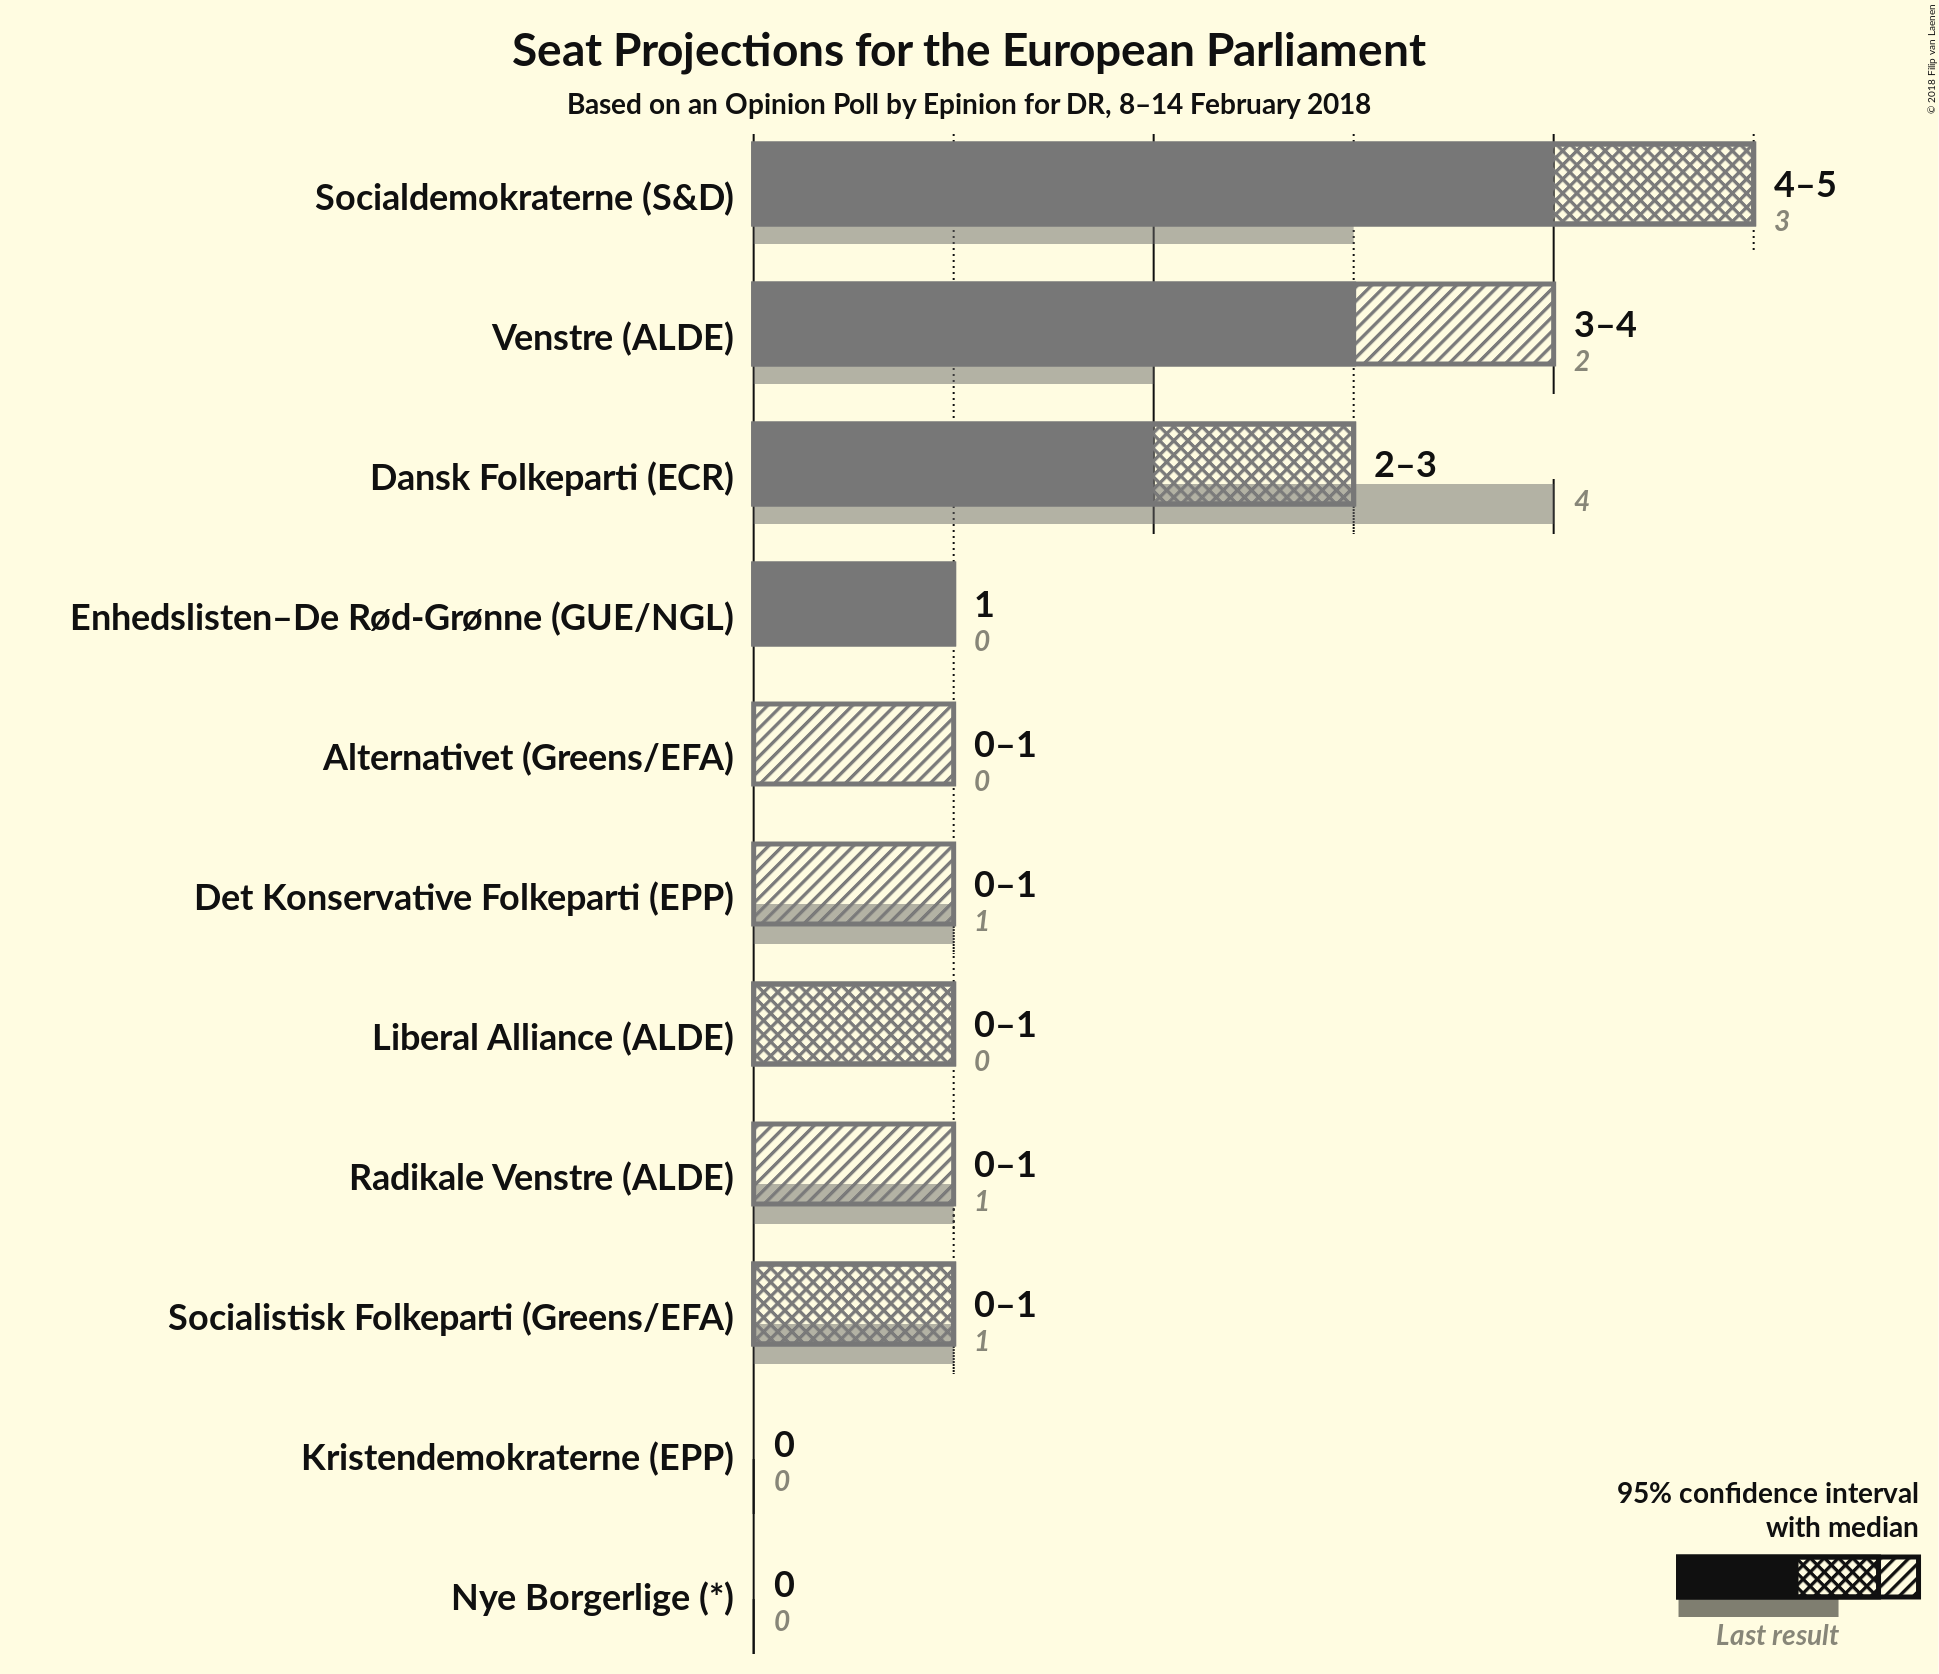 Seat Projections for the European Parliament
Based on an Opinion Poll by Epinion for DR, 8–14 February 2018
© 2018 Filip van Laenen
Socialdemokraterne (S&D)
4–5
3
Venstre (ALDE)
3–4
2
Dansk Folkeparti (ECR)
2–3
4
Enhedslisten–De Rød-Grønne (GUE/NGL)
1
0
Alternativet (Greens/EFA)
0–1
0
Det Konservative Folkeparti (EPP)
0–1
1
Liberal Alliance (ALDE)
0–1
0
Radikale Venstre (ALDE)
0–1
1
Socialistisk Folkeparti (Greens/EFA)
0–1
1
Kristendemokraterne (EPP)
0
0
Nye Borgerlige (*)
0
0
95% confidence interval
with median
Last result